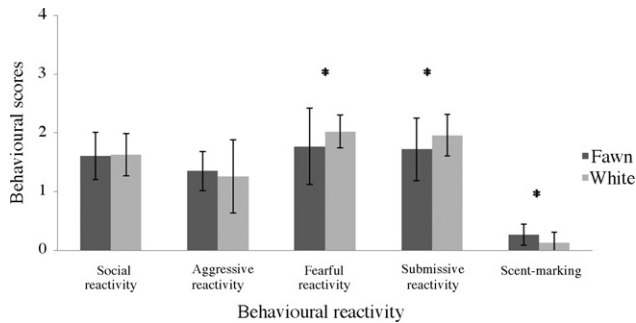 4
3
2
1
0
Behavioural scores
*
*
*
Fawn
White
Social
reactivity
Aggressive
reactivity
Fearful
reactivity
Submissive
reactivity
Scent-marking
Behavioural reactivity